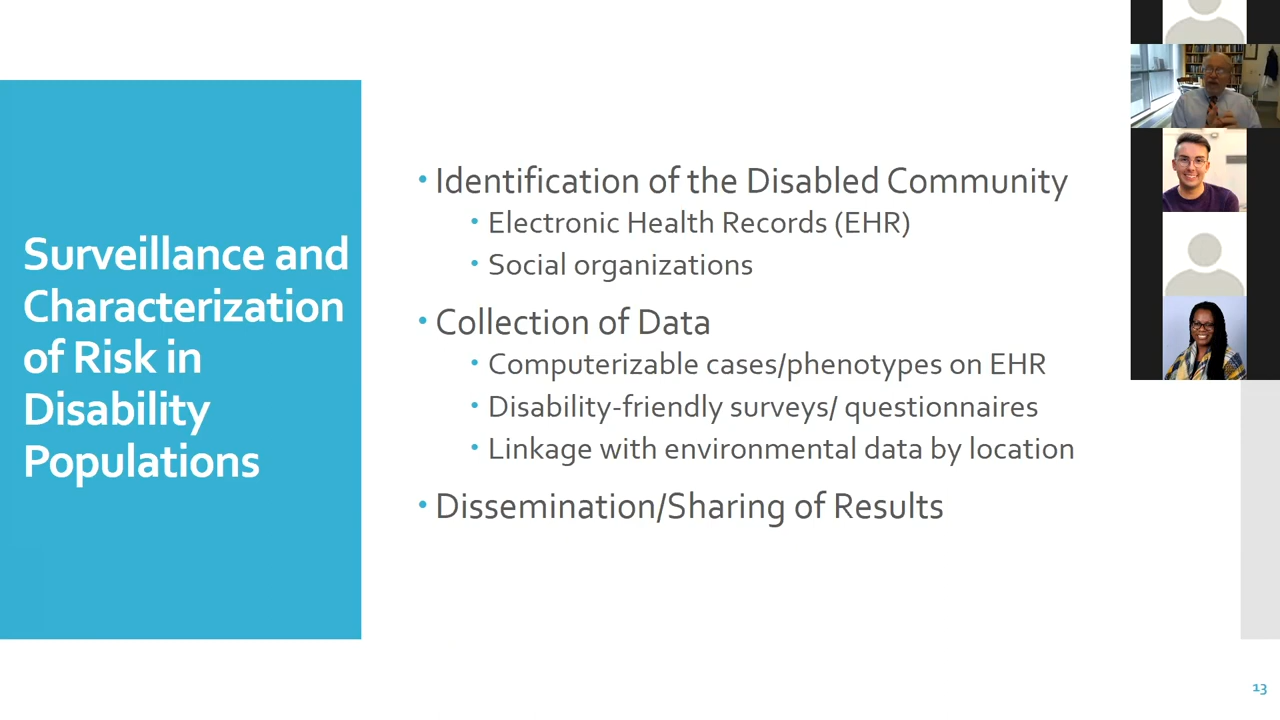 Surveillance and
Characterization
of Risk in
Disability
Populations
• Identification of the Disabled Community
• Electronic Health Records (EHR)
• Social organizations
• Collection of Data
• Computerizable cases/phenotypes on EHR
• Disability-friendly surveys/ questionnaires
• Linkage with environmental data by location
• Dissemination/Sharing of Results
13